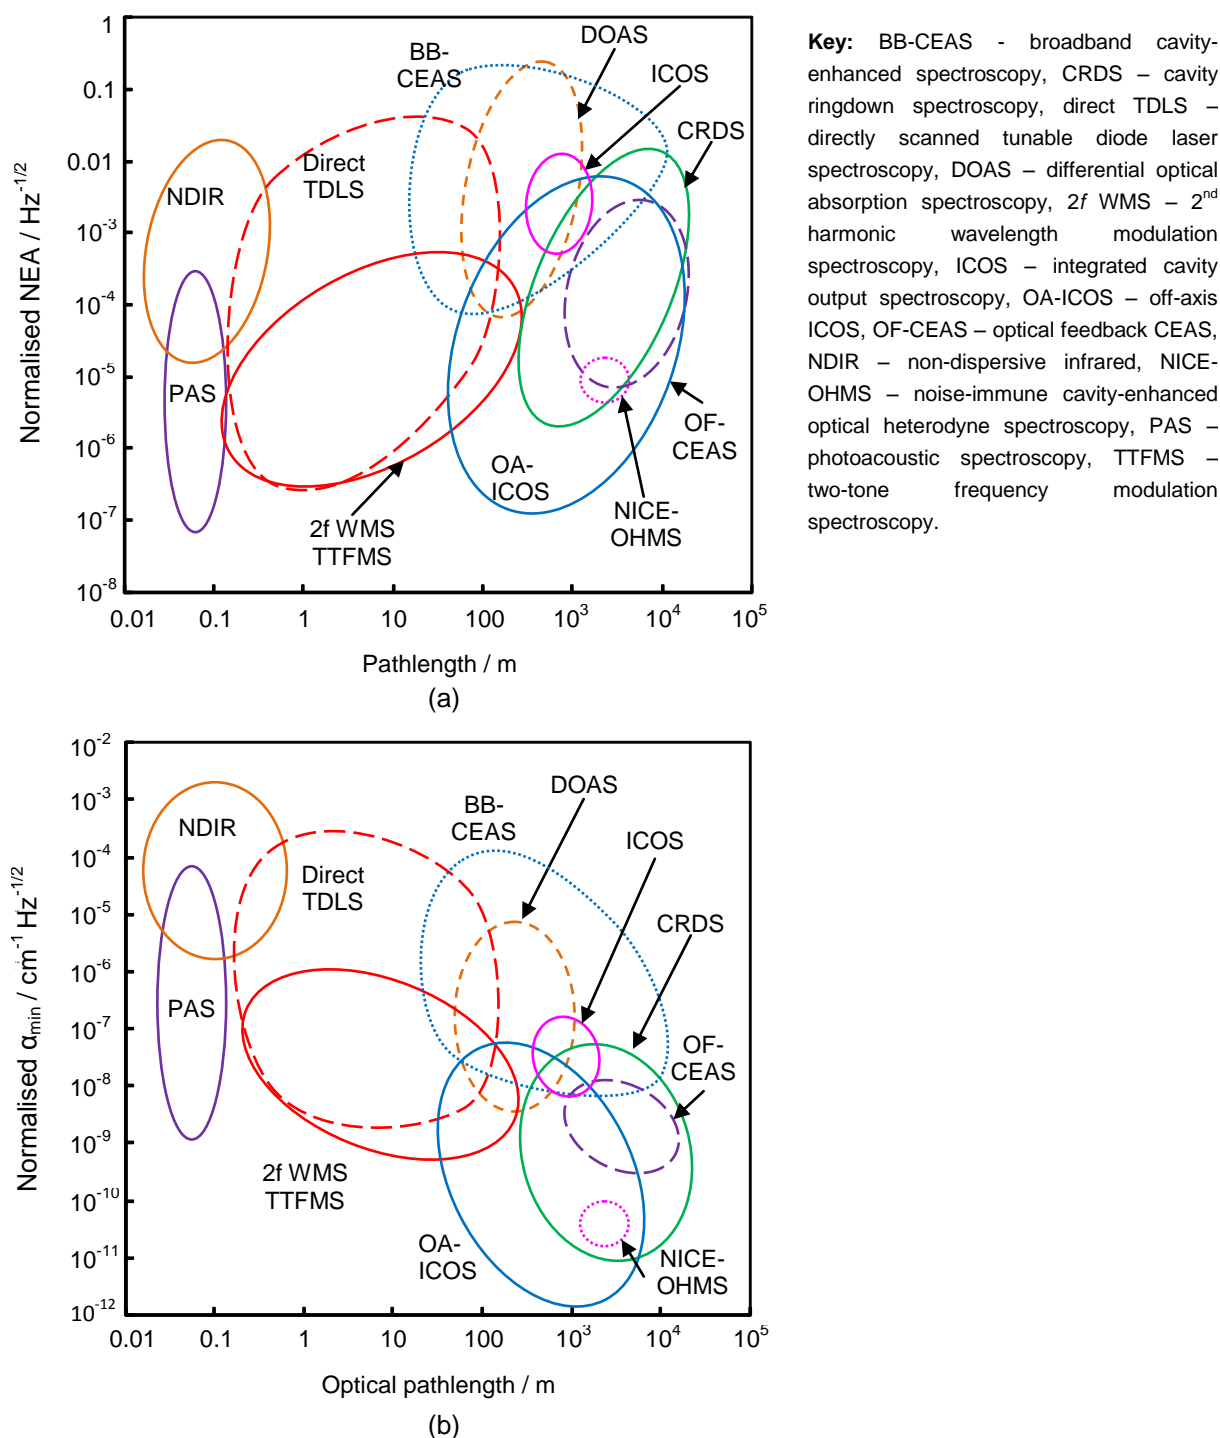 1
0.1
0.01
10-3
10-4
10-5
10-6
10-7
10-8
Normalised NEA / Hz-1/2
BB-
CEAS
DOAS
ICOS
CRDS
NDIR
Direct
TDLS
PAS
OA-
ICOS
OF-
CEAS
NICE-
OHMS
2f WMS
TTFMS
0.01 0.1 1 10 100 103 104 105
Pathlength / m
(a)
Key: BB-CEAS - broadband cavity-
enhanced spectroscopy, CRDS – cavity
ringdown spectroscopy, direct TDLS –
directly scanned tunable diode laser
spectroscopy, DOAS – differential optical
absorption spectroscopy, 2f WMS – 2nd
harmonic wavelength modulation
spectroscopy, ICOS – integrated cavity
output spectroscopy, OA-ICOS – off-axis
ICOS, OF-CEAS – optical feedback CEAS,
NDIR – non-dispersive infrared, NICE-
OHMS – noise-immune cavity-enhanced
optical heterodyne spectroscopy, PAS –
photoacoustic spectroscopy, TTFMS –
two-tone frequency modulation
spectroscopy.
10-2
10-3
10-4
10-5
10-6
10-7
10-8
10-9
10-10
10-11
10-12
Normalised αmin / cm-1 Hz-1/2
DOAS
BB-
CEAS
ICOS
NDIR
Direct
TDLS
CRDS
PAS
OF-
CEAS
2f WMS
TTFMS
OA-
ICOS
NICE-
OHMS
0.01 0.1 1 10 100 103 104 105
Optical pathlength / m
(b)